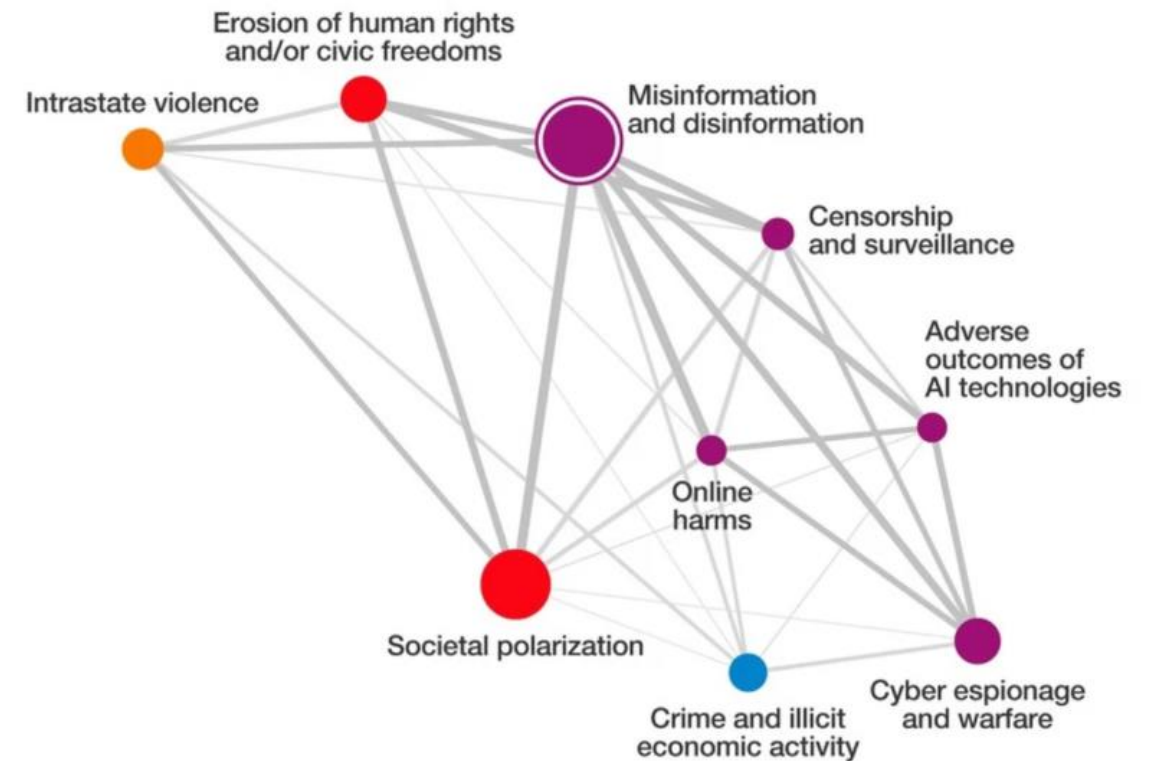 Erosion of human rights
and/or civic freedoms
Intrastate violence
Misinformation
and disinformation
Censorship
and surveillance
Adverse
outcomes of
AI technologies
Online
harms
Societal polarization
Cyber espionage
and warfare
Crime and illicit
economic activity